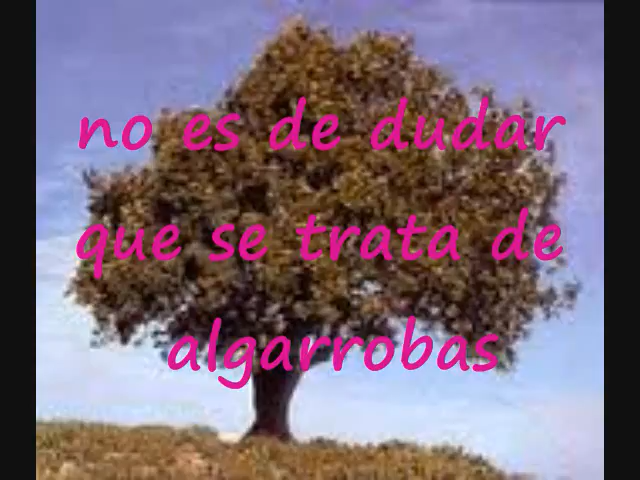 no es de dudar
que se trata de
algarrobas